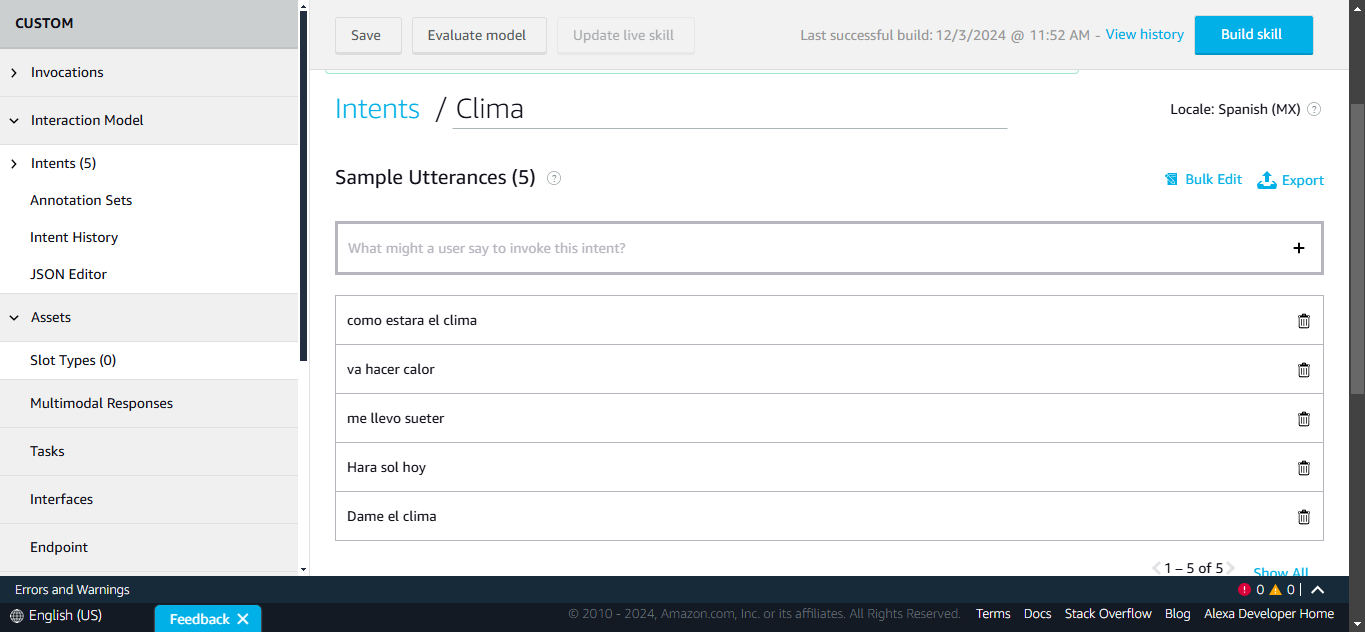 CUSTOM
Invocations
Interaction Model
Intents (5)
Annotation Sets
Intent History
JSON Editor
Assets
Slot Types (0)
Multimodal Responses
Tasks
Interfaces
Endpoint
Save
Evaluate model
Update live skill
Last successful build: 12/3/2024 @ 11:52 AM - View history
Build skill
Intents / Clima
Locale: Spanish (MX) ?
Sample Utterances (5) ?
Bulk Edit
Export
What might a user say to invoke this intent?
+
como estara el clima
va hacer calor
me llevo sueter
Hara sol hoy
Dame el clima
1 – 5 of 5
Show All
Errors and Warnings
0
0
English (US)
Feedback
© 2010 - 2024, Amazon.com, Inc. or its affiliates. All Rights Reserved.
Terms
Docs
Stack Overflow
Blog
Alexa Developer Home